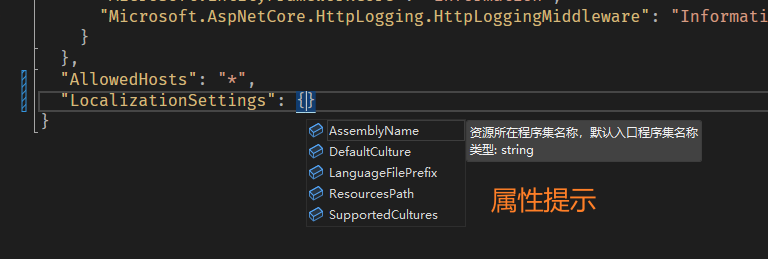 "Microsoft.AspNetCore.HttpLogging.HttpLoggingMiddleware": "Informati
}
},
"AllowedHosts": "*",
"LocalizationSettings": {}
}
AssemblyName
资源所在程序集名称，默认入口程序集名称
类型: string
DefaultCulture
LanguageFilePrefix
ResourcesPath
SupportedCultures
属性提示